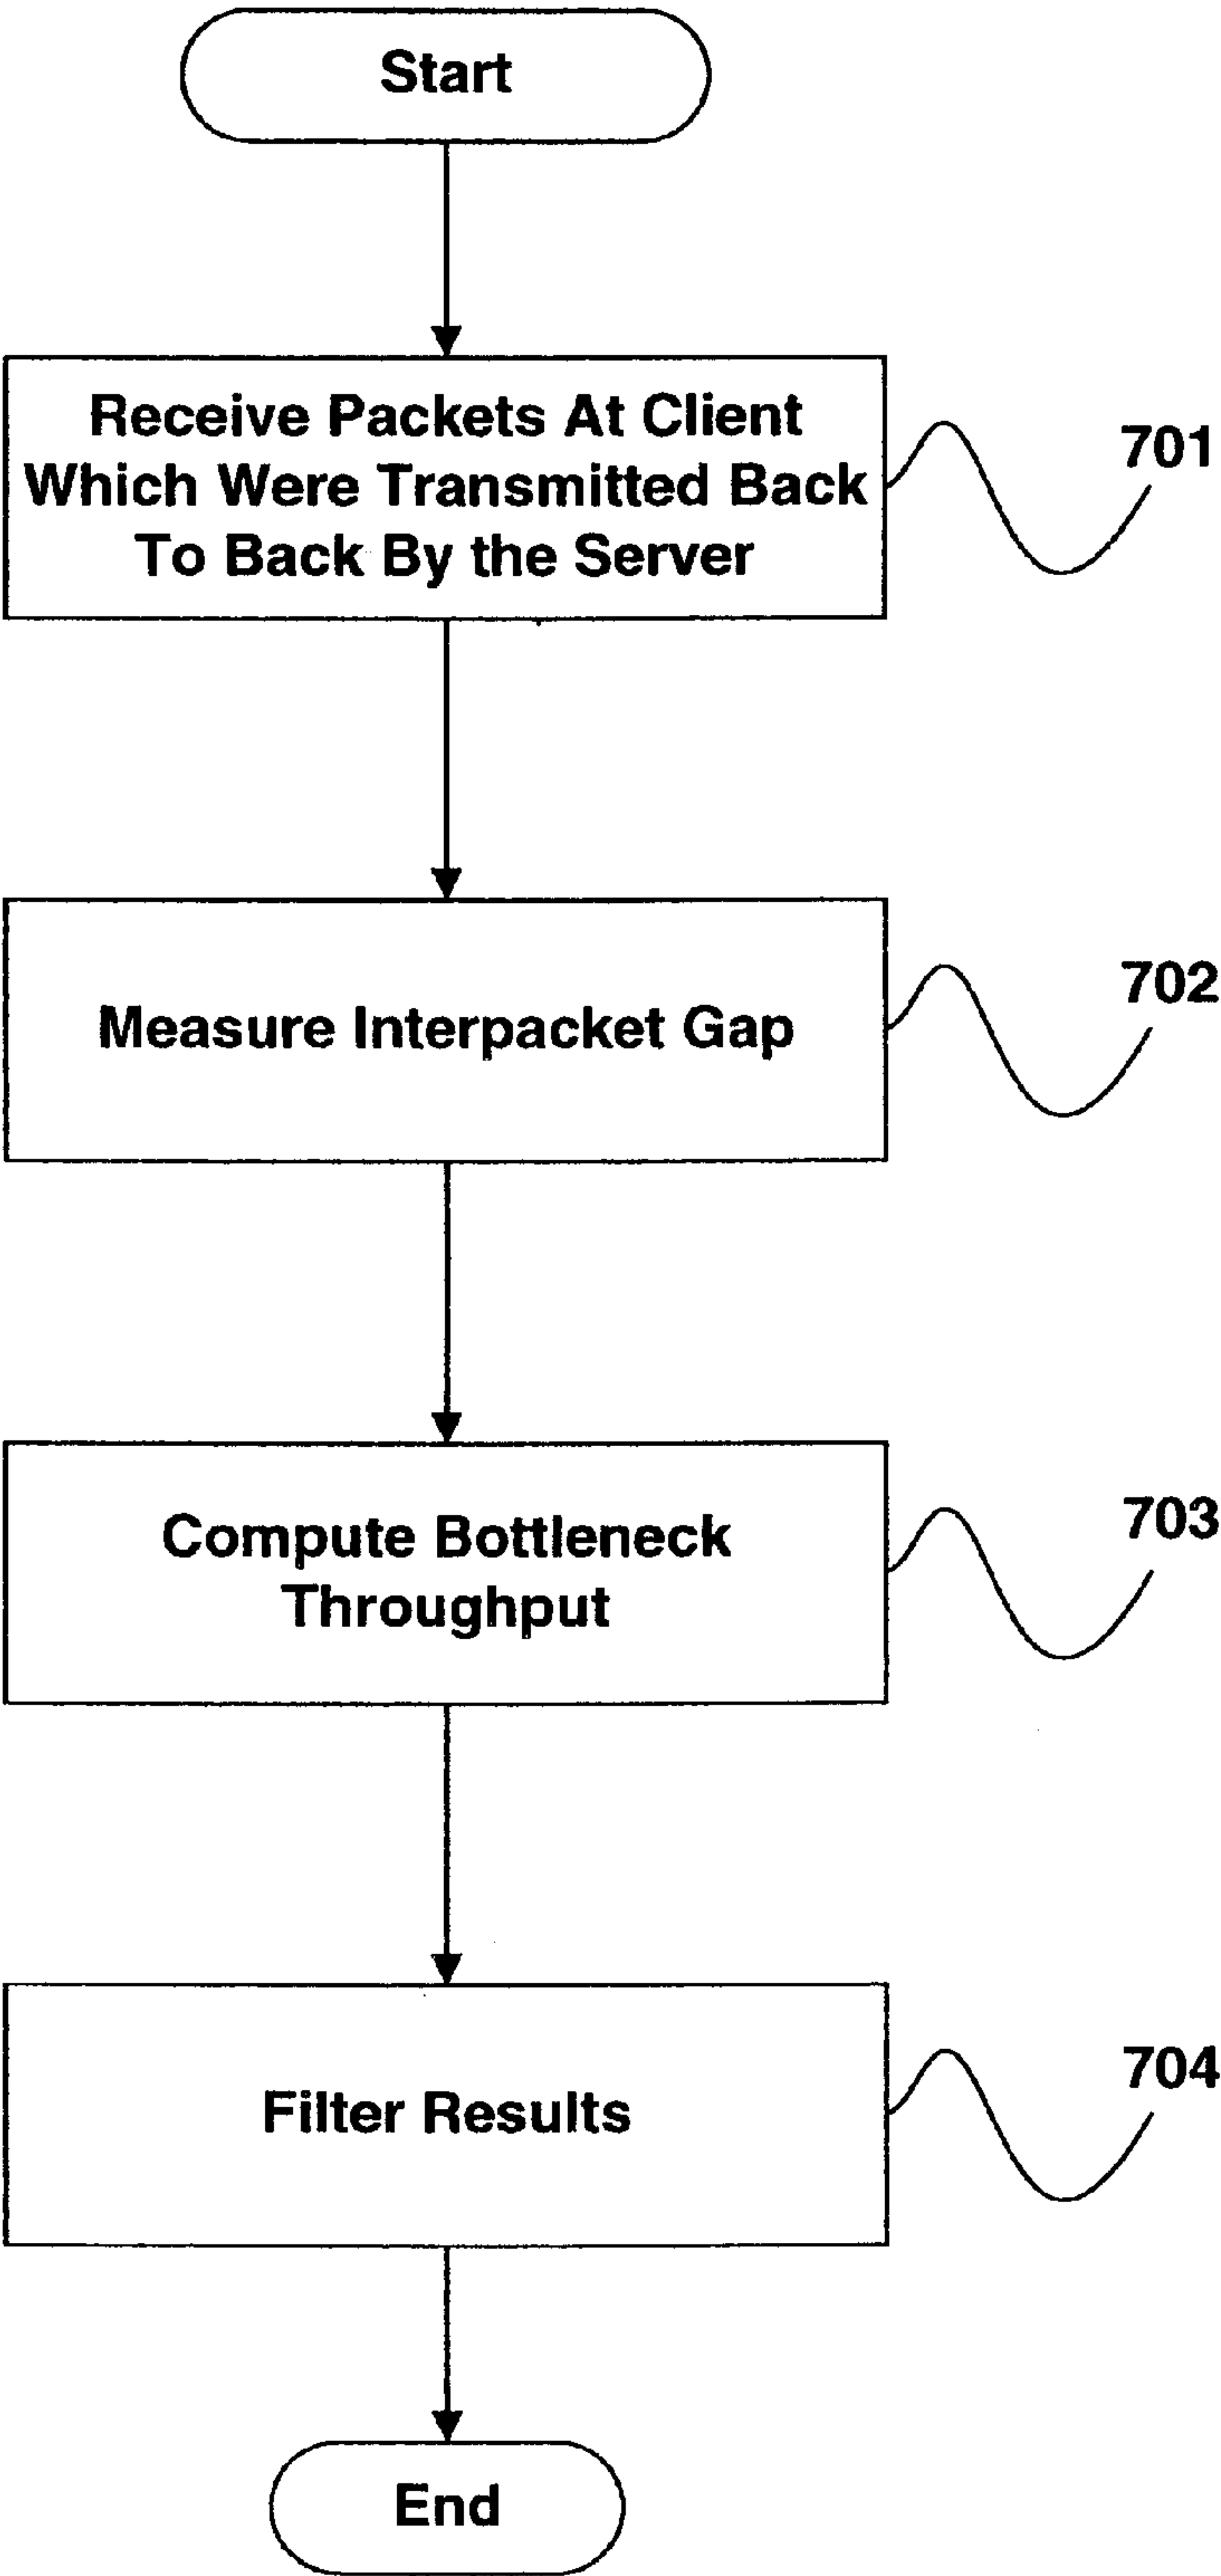 Start
Receive Packets At Client
Which Were Transmitted Back
To Back By the Server
701
Measure Interpacket Gap
702
Compute Bottleneck
Throughput
703
Filter Results
704
End